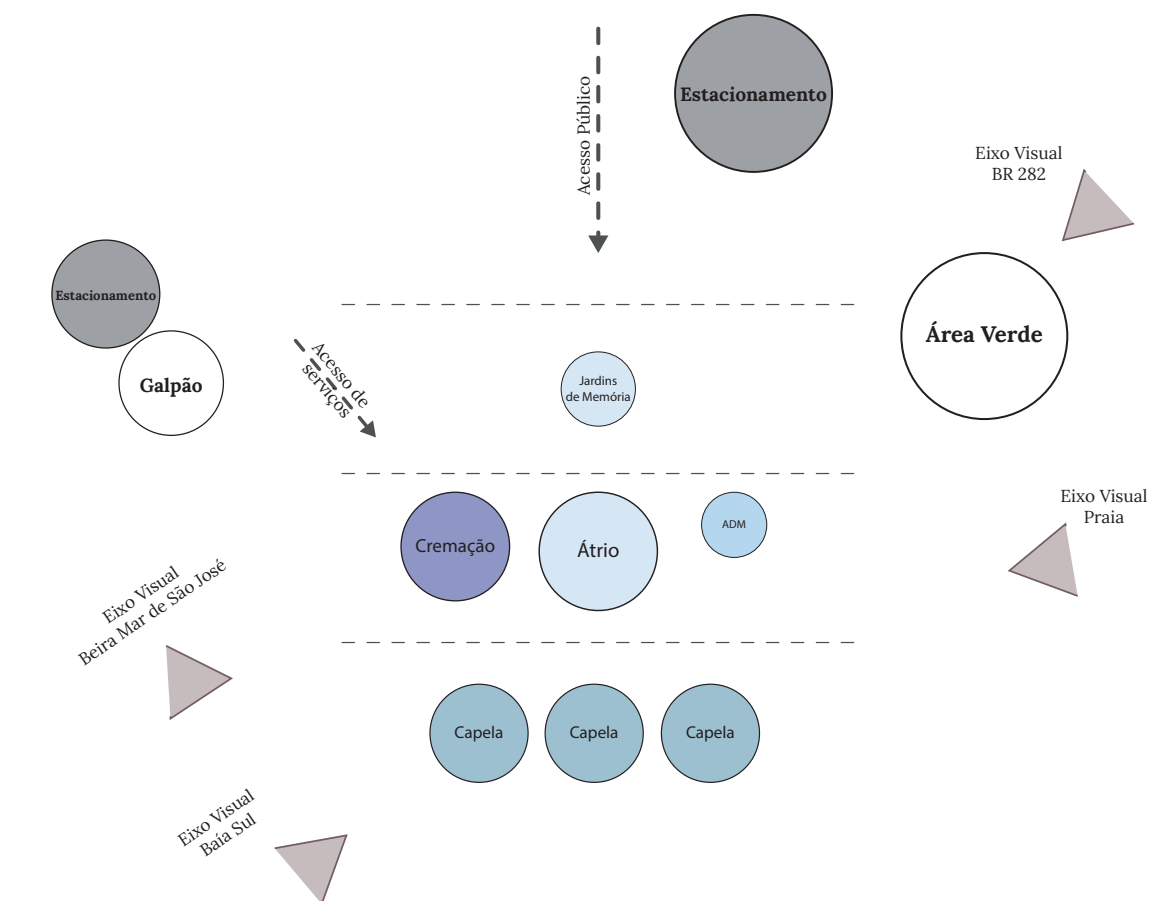 Acesso Público
Estacionamento
Eixo Visual
BR 282
Estacionamento
Galpão
Acesso de
serviços
Jardins
de Memória
Área Verde
Cremação
Átrio
ADM
Eixo Visual
Praia
Eixo Visual
Beira Mar de São José
Capela
Capela
Capela
Eixo Visual
Baía Sul